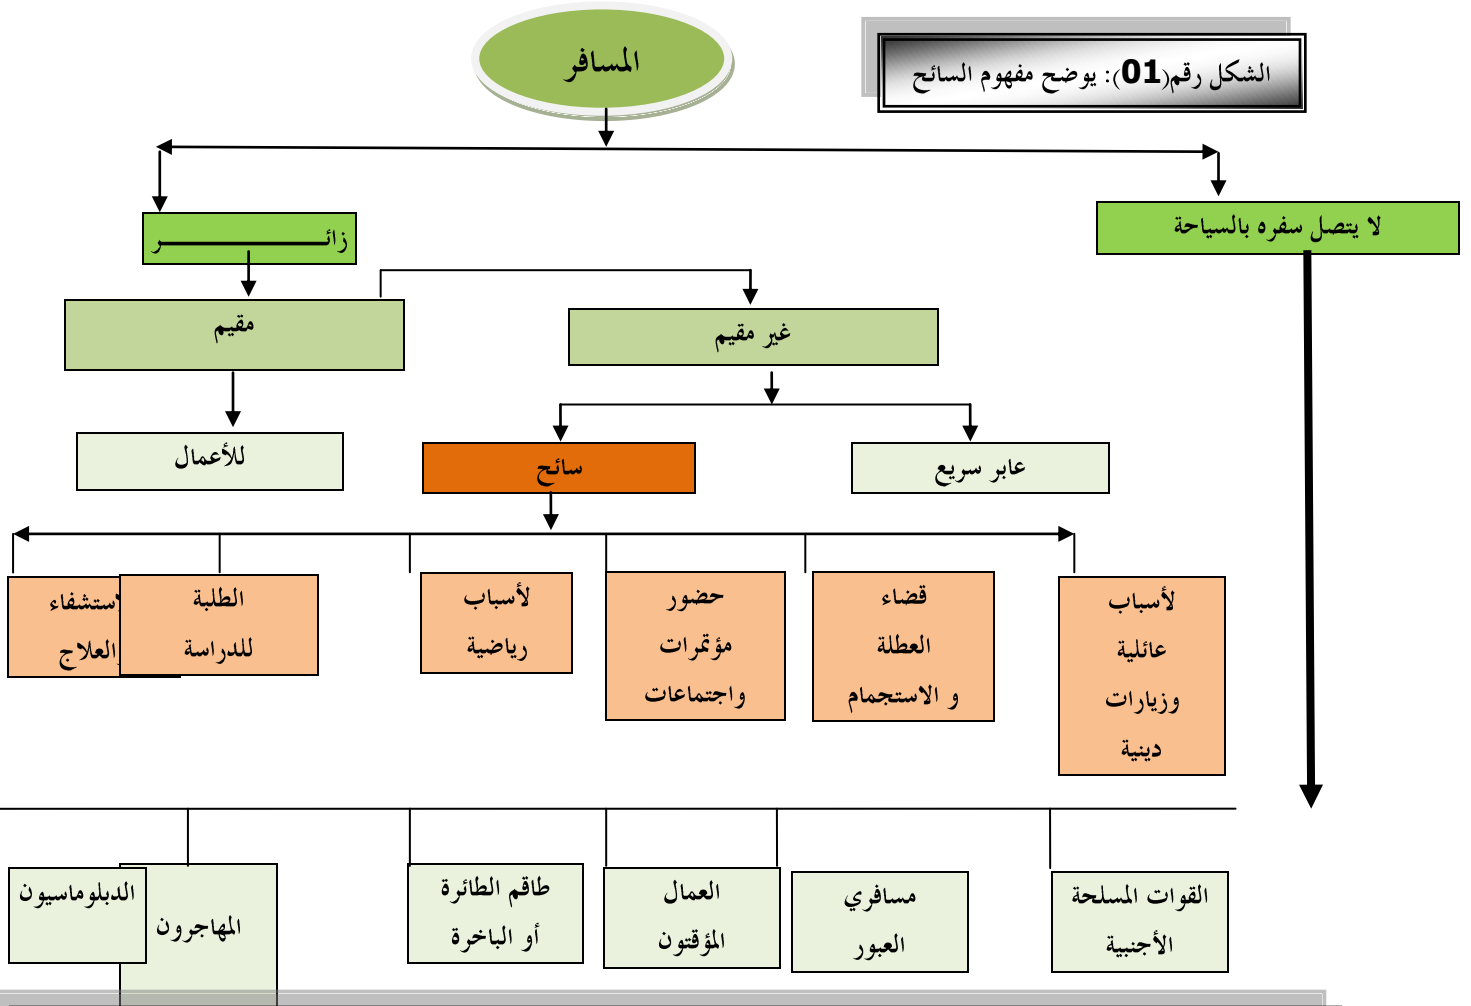 المسافر
الشكل رقم(01): يوضح مفهوم السائح
لا يتصل سفره بالسياحة
زائـــــــــــــــــر
غير مقيم
مقيم
عابر سريع
سائح
للأعمال
لأسباب
عائلية
وزيارات
دينية
قضاء
العطلة
و الاستجمام
حضور
مؤتمرات
واجتماعات
لأسباب
رياضية
الطلبة
للدراسة
القوات المسلحة
الأجنبية
مسافري
العبور
العمال
المؤقتون
طاقم الطائرة
أو الباخرة
المهاجرون
الدبلوماسيون